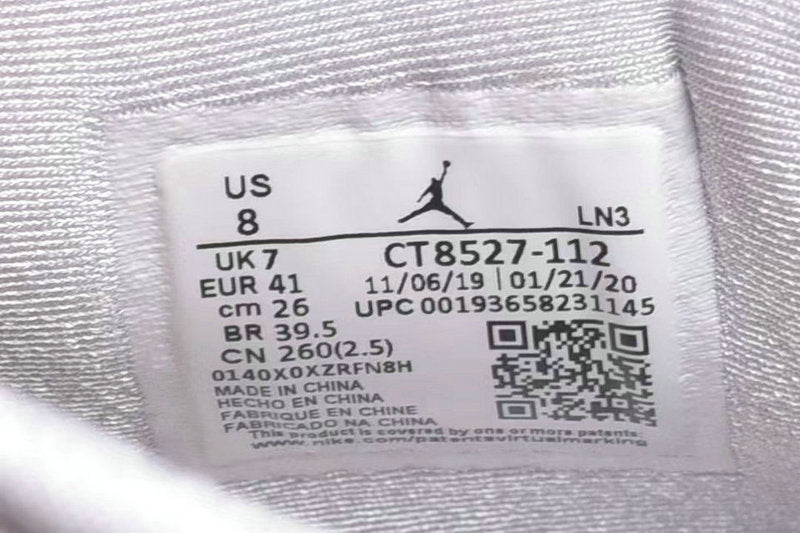 US
8
LN3
UK 7
CT8527-112
EUR 41
11/06/19 | 01/21/20
cm 26
UPC 00193658231145
BR 39.5
CN 260(2.5)
0140X0XZRFN8H
MADE IN CHINA
HECHO EN CHINA
FABRIQUE EN CHINE
FABRICADO NA CHINA
This product is covered by one or more patents:
www.nike.com/patentsvirtualmarking